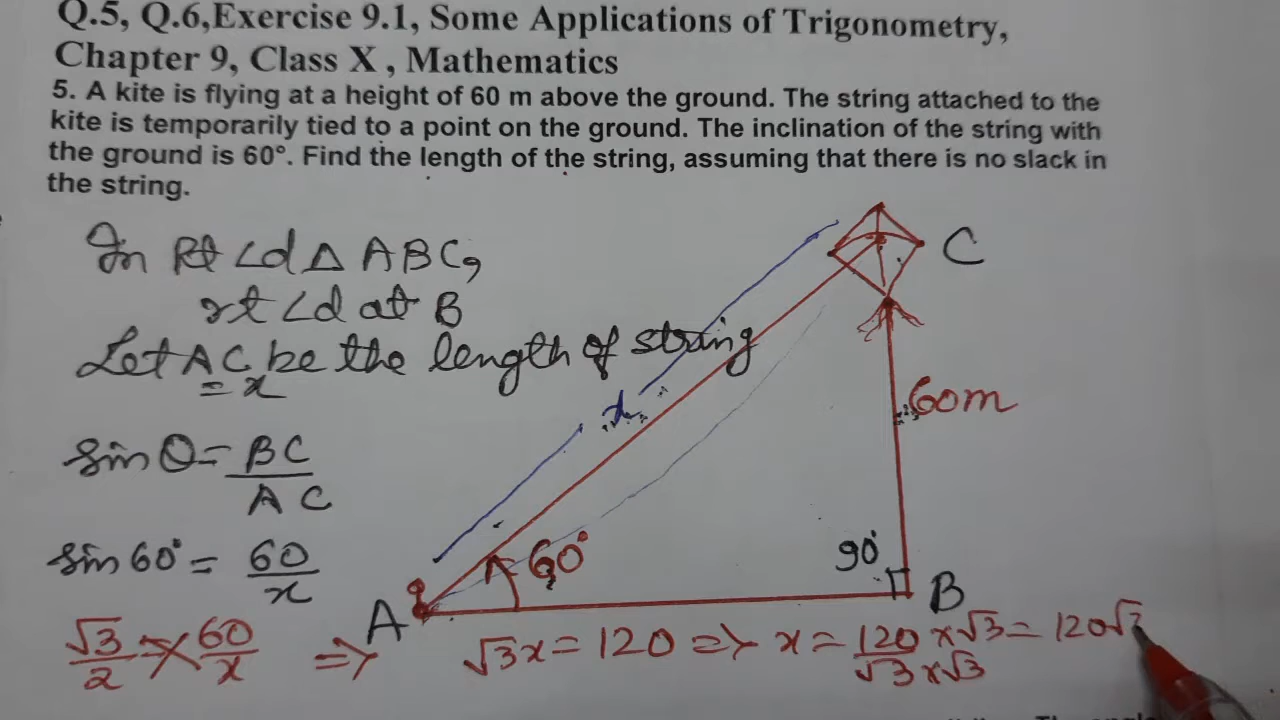 Q.5, Q.6,Exercise 9.1, Some Applications of Trigonometry,
Chapter 9, Class X , Mathematics
5. A kite is flying at a height of 60 m above the ground. The string attached to the
kite is temporarily tied to a point on the ground. The inclination of the string with
the ground is 60°. Find the length of the string, assuming that there is no slack in
the string.
In Rt ∠d △ ABC,
rt ∠d at B
Let AC be the length of string
= x
C
x
60m
sin θ = BC / AC
sin 60° = 60 / x
60°
90°
A
B
√3/2 = 60/x ⇒ √3x = 120 ⇒ x = 120/√3 × √3/√3 = 120√3